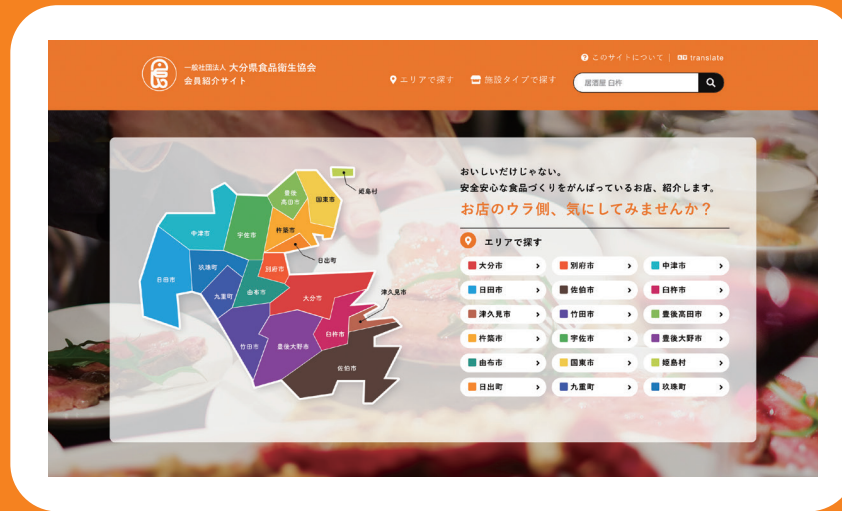 一般社団法人 大分県食品衛生協会
会員紹介サイト
エリアで探す 施設タイプで探す
このサイトについて | translate
居酒屋 臼杵
姫島村
豊後
高田市
国東市
中津市
宇佐市
杵築市
日出町
日田市
玖珠町
別府市
九重町
由布市
大分市
津久見市
臼杵市
竹田市
豊後大野市
佐伯市
おいしいだけじゃない。
安全安心な食品づくりをがんばっているお店、紹介します。
お店のウラ側、気にしてみませんか？
エリアで探す
大分市 別府市 中津市
日田市 佐伯市 臼杵市
津久見市 竹田市 豊後高田市
杵築市 宇佐市 豊後大野市
由布市 国東市 姫島村
日出町 九重町 玖珠町